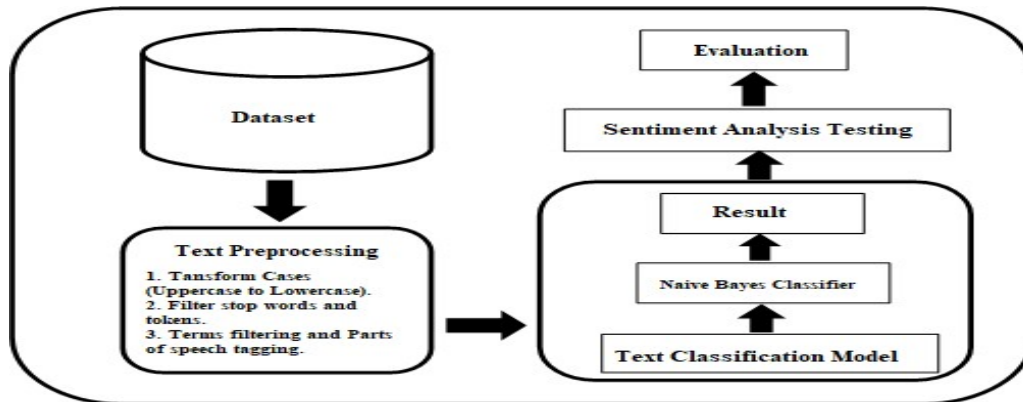 Dataset
Text Preprocessing
1. Tansform Cases
(Uppercase to Lowercase).
2. Filter stop words and
tokens.
3. Terms filtering and Parts
of speech tagging.
Evaluation
Sentiment Analysis Testing
Result
Naive Bayes Classifier
Text Classification Model